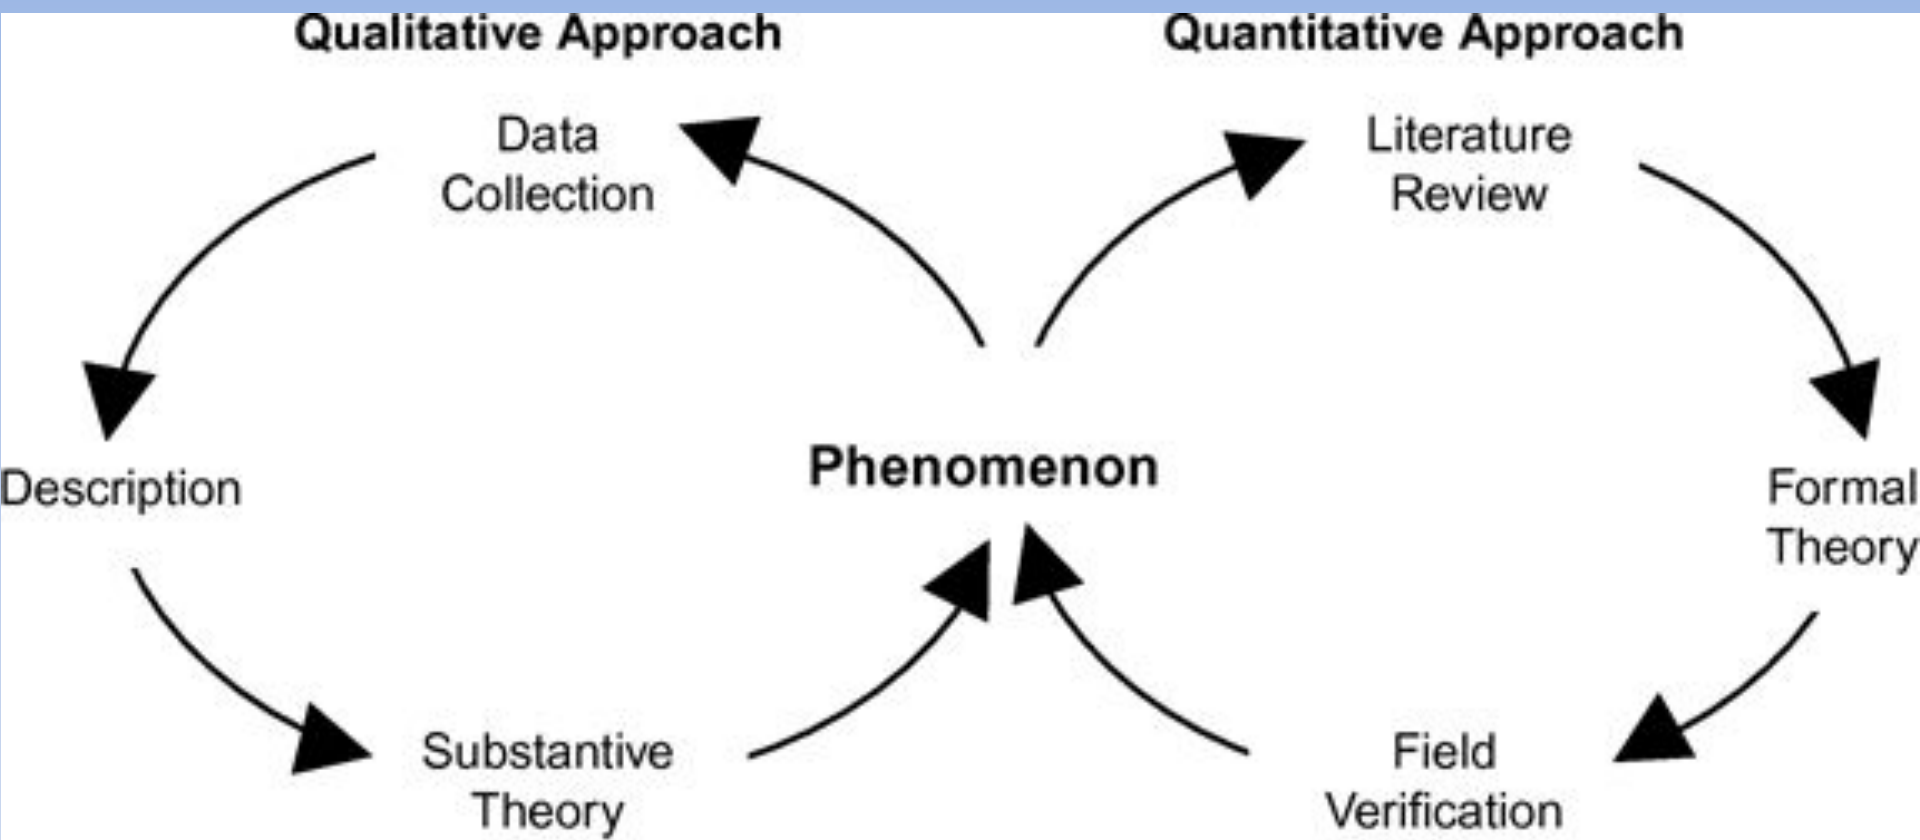 Qualitative Approach
Quantitative Approach
Data
Collection
Literature
Review
Description
Phenomenon
Formal
Theory
Substantive
Theory
Field
Verification